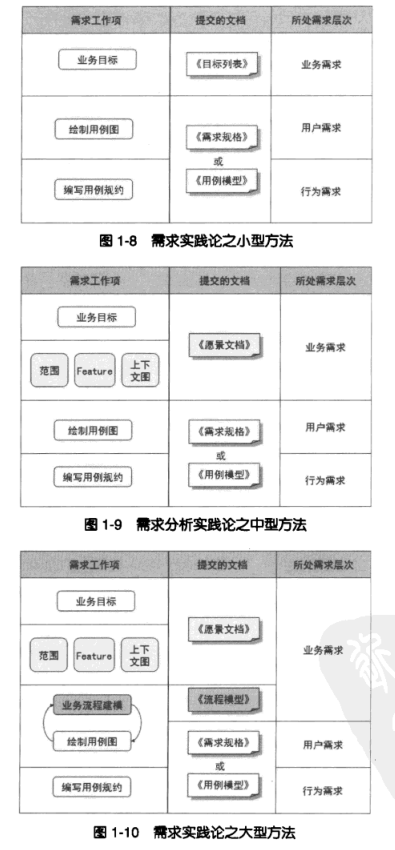 需求工作项 提交的文档 所处需求层次
业务目标 《目标列表》 业务需求
绘制用例图 《需求规格》 用户需求
或
编写用例规约 《用例模型》 行为需求
图 1-8 需求实践论之小型方法
需求工作项 提交的文档 所处需求层次
业务目标
《愿景文档》 业务需求
范围 Feature 上下文图
绘制用例图 《需求规格》 用户需求
或
编写用例规约 《用例模型》 行为需求
图 1-9 需求分析实践论之中型方法
需求工作项 提交的文档 所处需求层次
业务目标
《愿景文档》 业务需求
范围 Feature 上下文图
业务流程建模 《流程模型》
绘制用例图 《需求规格》 用户需求
或
编写用例规约 《用例模型》 行为需求
图 1-10 需求实践论之大型方法